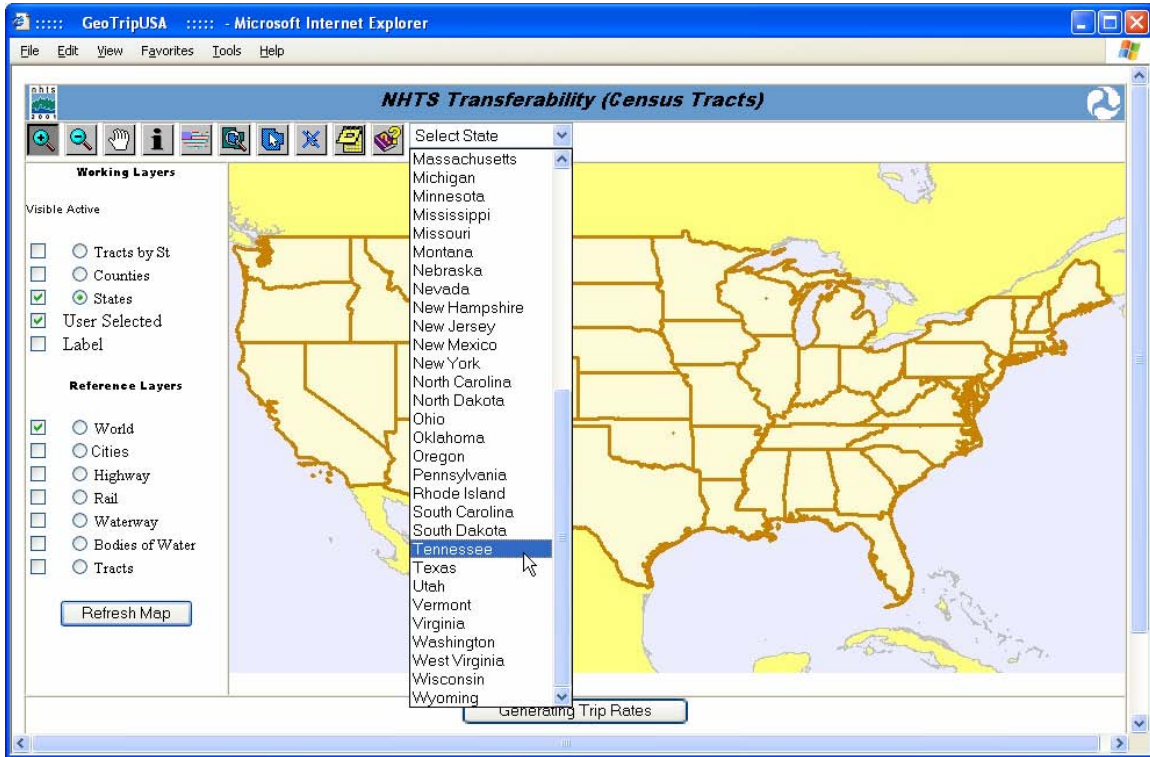 ::::: GeoTripUSA ::::: - Microsoft Internet Explorer
File Edit View Favorites Tools Help
nhts
2001
NHTS Transferability (Census Tracts)
Select State
Working Layers
Visible Active
Tracts by St
Counties
States
User Selected
Label
Reference Layers
World
Cities
Highway
Rail
Waterway
Bodies of Water
Tracts
Refresh Map
Massachusetts
Michigan
Minnesota
Mississippi
Missouri
Montana
Nebraska
Nevada
New Hampshire
New Jersey
New Mexico
New York
North Carolina
North Dakota
Ohio
Oklahoma
Oregon
Pennsylvania
Rhode Island
South Carolina
South Dakota
Tennessee
Texas
Utah
Vermont
Virginia
Washington
West Virginia
Wisconsin
Wyoming
Generating Trip Rates